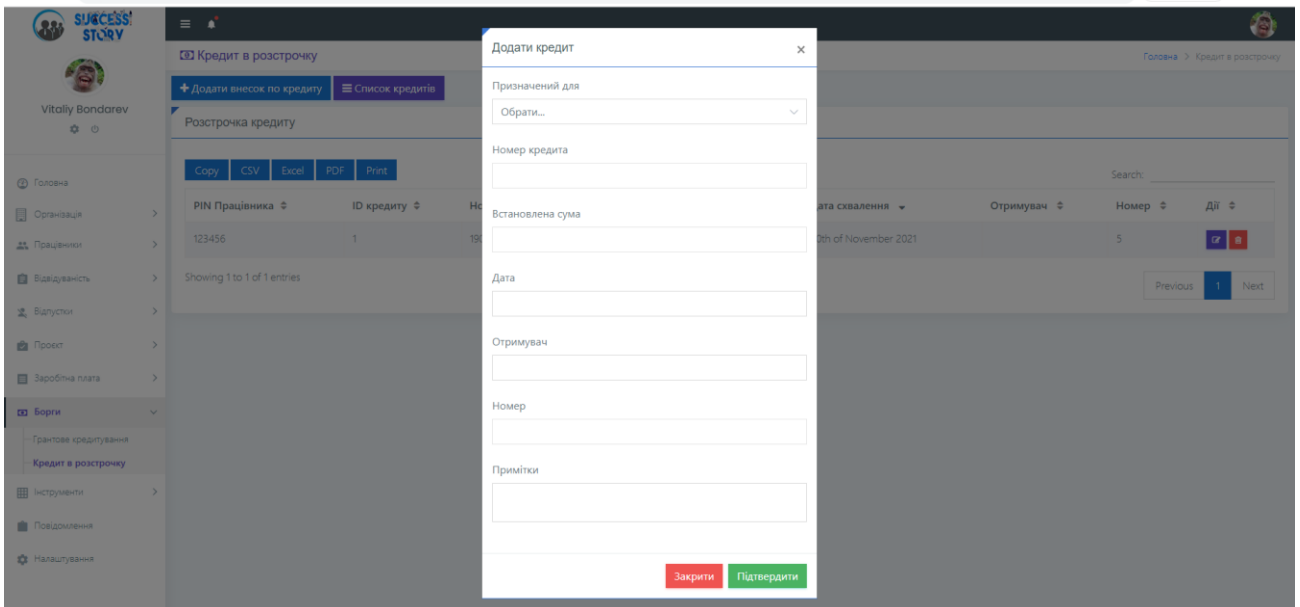 SUCCESS
STORY
Vitaliy Bondarev
Головна
Організація
Працівники
Відвідуваність
Відпустки
Проєкт
Заробітна плата
Борги
Грантове кредитування
Кредит в розстрочку
Інструменти
Повідомлення
Налаштування
Кредит в розстрочку
Головна > Кредит в розстрочку
Додати внесок по кредиту
Список кредитів
Розстрочка кредиту
Copy CSV Excel PDF Print
Search:
PIN Працівника ID кредиту схвалення Отримувач Номер Дії
123456 1 of November 2021 5
Showing 1 to 1 of 1 entries
Previous 1 Next
Додати кредит ×
Призначений для
Обрати...
Номер кредита
Встановлена сума
Дата
Отримувач
Номер
Примітки
Закрити Підтвердити